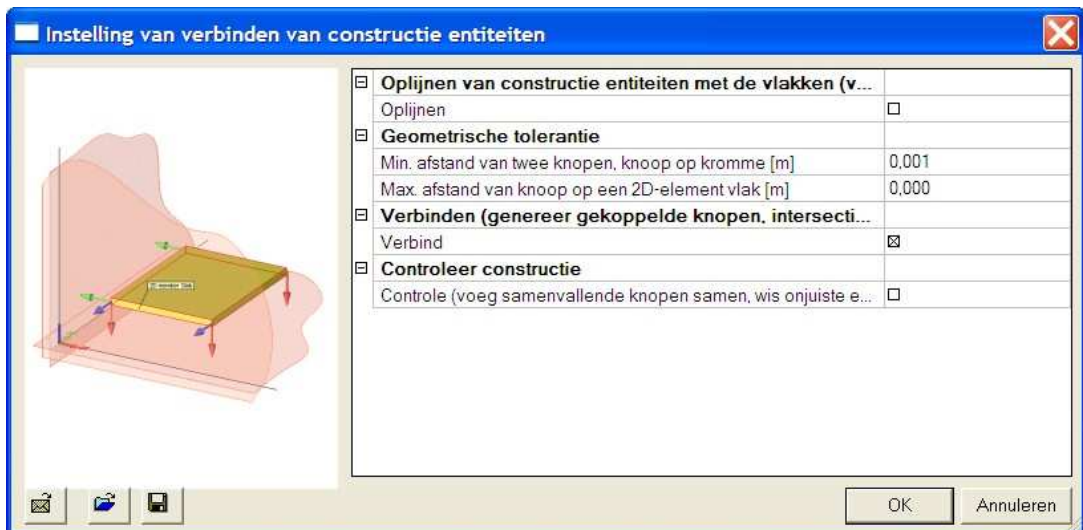 Instelling van verbinden van constructie entiteiten
Oplijnen van constructie entiteiten met de vlakken (v...
Oplijnen
Geometrische tolerantie
Min. afstand van twee knopen, knoop op kromme [m] 0,001
Max. afstand van knoop op een 2D-element vlak [m] 0,000
Verbinden (genereer gekoppelde knopen, intersecti...
Verbind
Controleer constructie
Controle (voeg samenvallende knopen samen, wis onjuiste e...
OK Annuleren